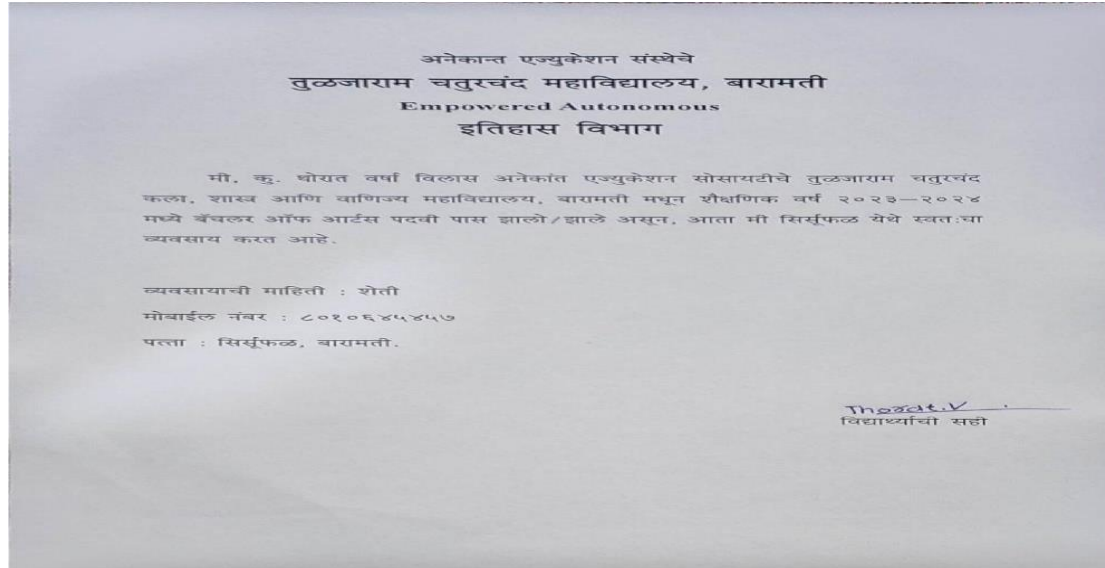 अनेकान्त एज्युकेशन संस्थेचे
तुळजाराम चतुरचंद महाविद्यालय, बारामती
Empowered Autonomous
इतिहास विभाग
मी, कु. थोरात वर्षा विलास अनेकांत एज्युकेशन सोसायटीचे तुळजाराम चतुरचंद
कला, शास्त्र आणि वाणिज्य महाविद्यालय, बारामती मधून शैक्षणिक वर्ष २०२३–२०२४
मध्ये बॅचलर ऑफ आर्टस पदवी पास झालो/झाले असून, आता मी सिर्सूफळ येथे स्वतःचा
व्यवसाय करत आहे.
व्यवसायाची माहिती : शेती
मोबाईल नंबर : ८०१०६४५४५७
पत्ता : सिर्सूफळ, बारामती.
Thorat.V
विद्यार्थ्याची सही